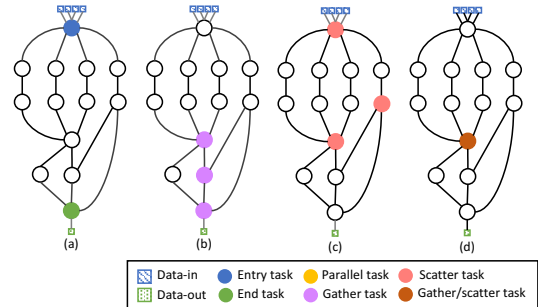 (a) (b) (c) (d)
Data-in Entry task Parallel task Scatter task
Data-out End task Gather task Gather/scatter task